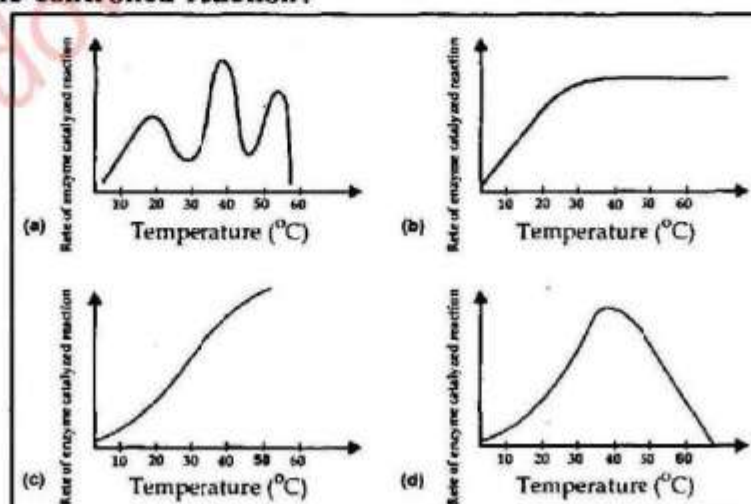 Rate of enzyme catalyzed reaction
10 20 30 40 50 60
(a) Temperature (°C)
Rate of enzyme catalyzed reaction
10 20 30 40 50 60
(b) Temperature (°C)
Rate of enzyme catalyzed reaction
10 20 30 40 50 60
(c) Temperature (°C)
Rate of enzyme catalyzed reaction
10 20 30 40 50 60
(d) Temperature (°C)